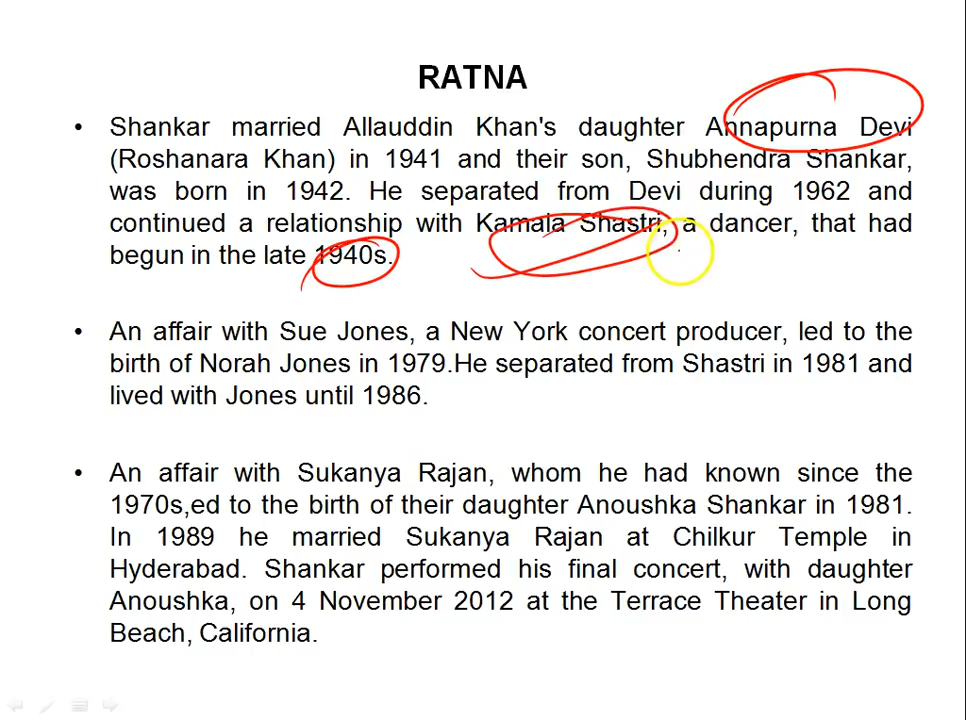 RATNA
• Shankar married Allauddin Khan's daughter Annapurna Devi
(Roshanara Khan) in 1941 and their son, Shubhendra Shankar,
was born in 1942. He separated from Devi during 1962 and
continued a relationship with Kamala Shastri, a dancer, that had
begun in the late 1940s.
• An affair with Sue Jones, a New York concert producer, led to the
birth of Norah Jones in 1979.He separated from Shastri in 1981 and
lived with Jones until 1986.
• An affair with Sukanya Rajan, whom he had known since the
1970s,ed to the birth of their daughter Anoushka Shankar in 1981.
In 1989 he married Sukanya Rajan at Chilkur Temple in
Hyderabad. Shankar performed his final concert, with daughter
Anoushka, on 4 November 2012 at the Terrace Theater in Long
Beach, California.